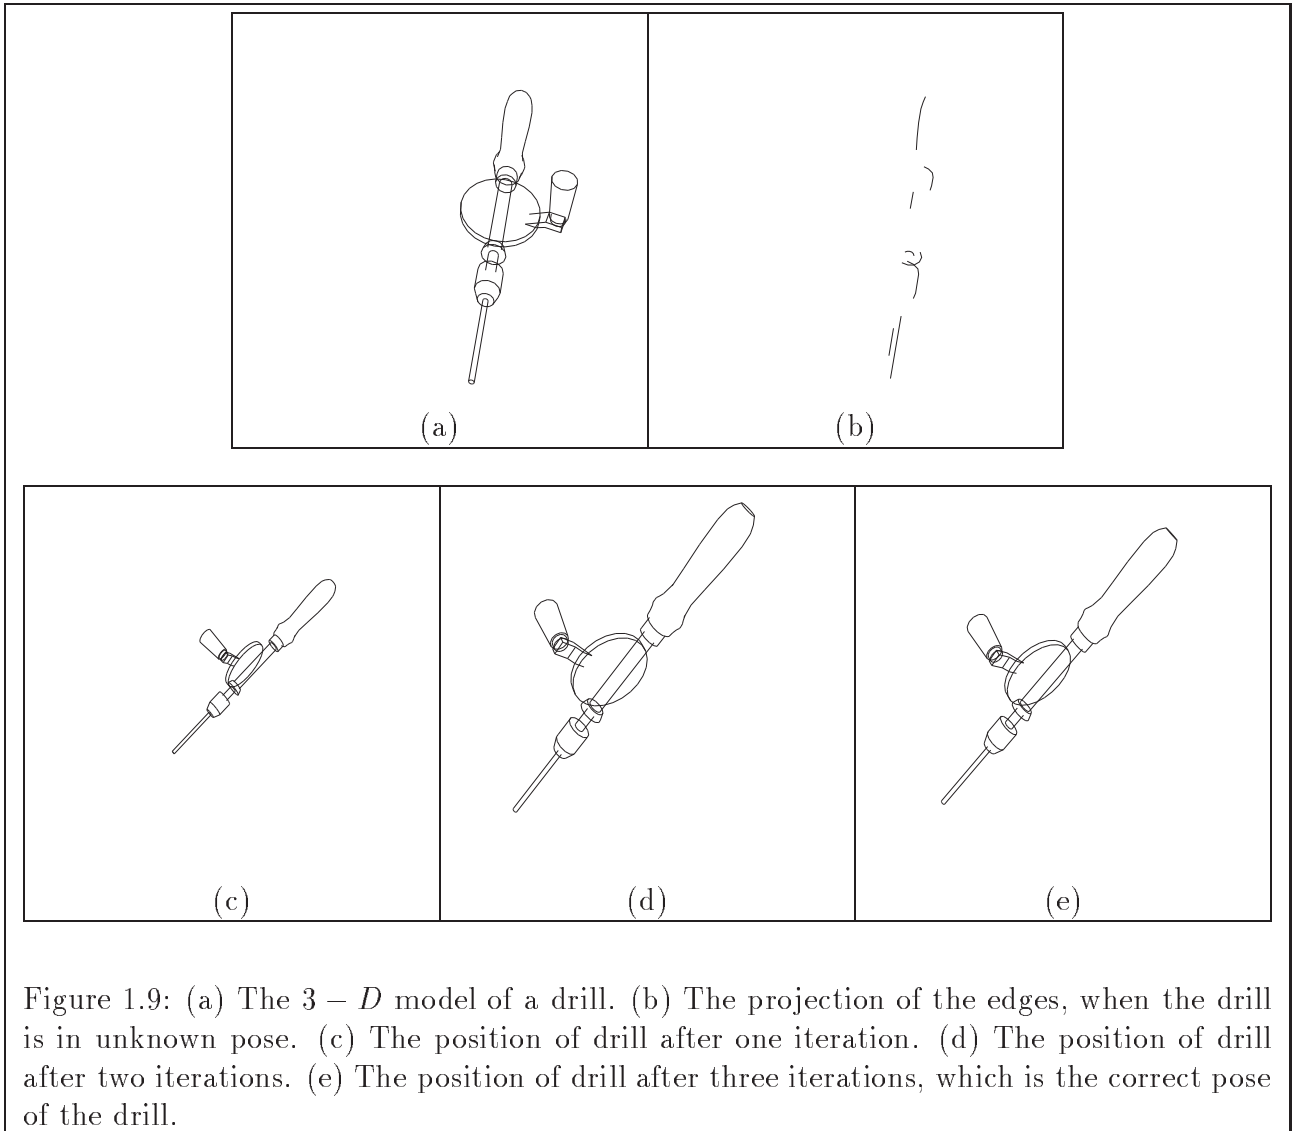 (a)
(b)
(c)
(d)
(e)
Figure 1.9: (a) The 3 − D model of a drill. (b) The projection of the edges, when the drill
is in unknown pose. (c) The position of drill after one iteration. (d) The position of drill
after two iterations. (e) The position of drill after three iterations, which is the correct pose
of the drill.